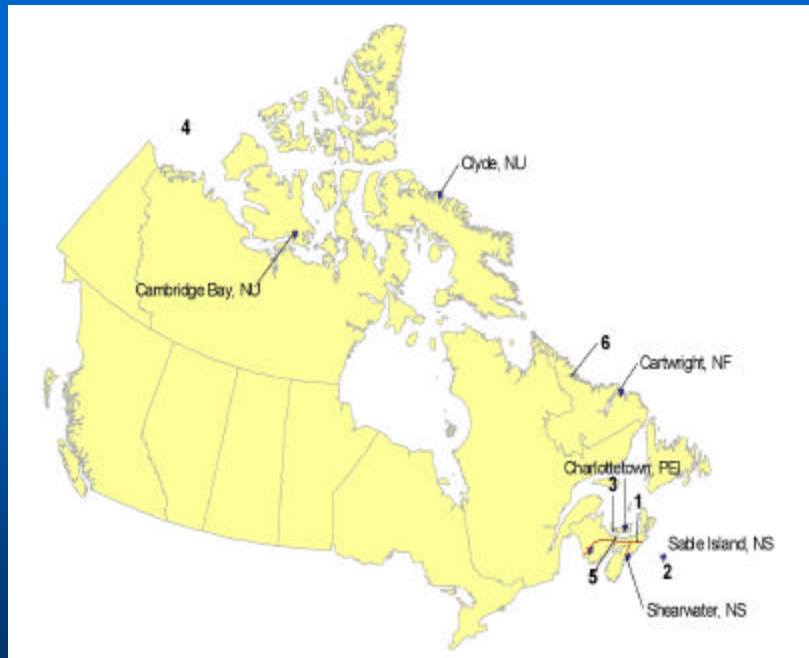 4
Clyde, NU
Cambridge Bay, NU
6
Cartwright, NF
Charlottetown, PEI
3
1
Sable Island, NS
5
2
Shearwater, NS